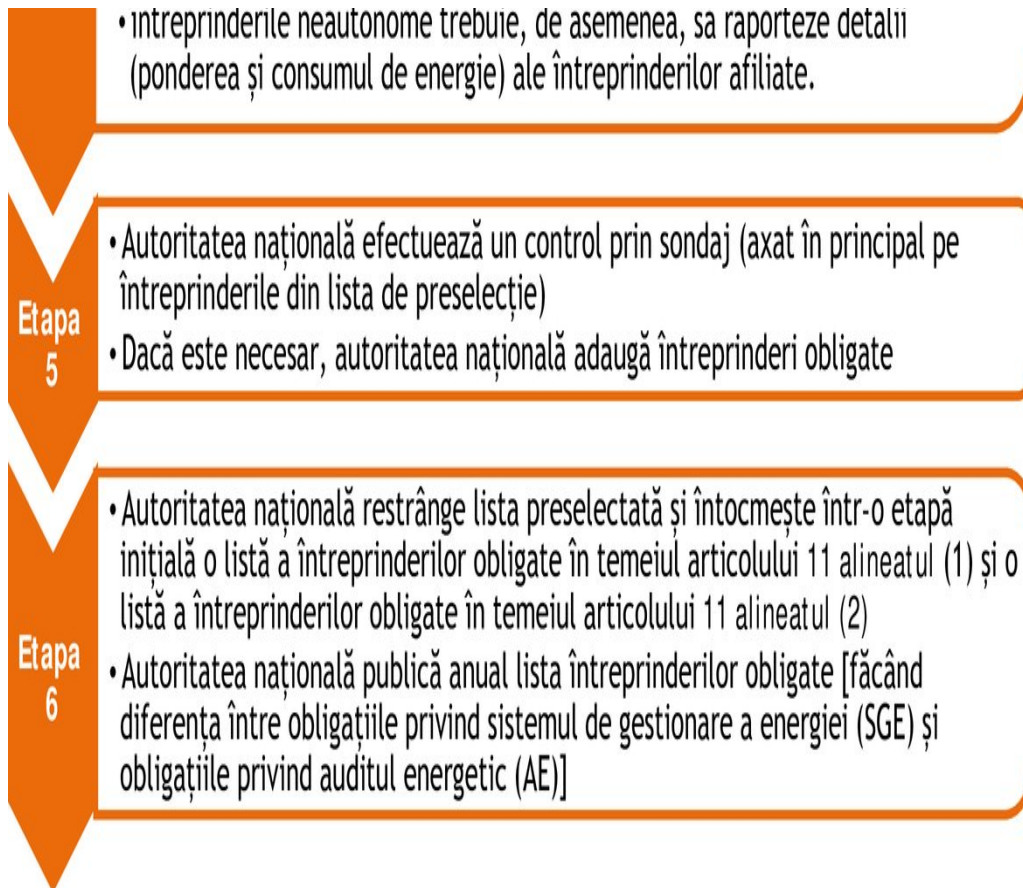 • întreprinderile neautonome trebuie, de asemenea, să raporteze detalii
(ponderea și consumul de energie) ale întreprinderilor afiliate.
Etapa
5
• Autoritatea națională efectuează un control prin sondaj (axat în principal pe
întreprinderile din lista de preselecție)
• Dacă este necesar, autoritatea națională adaugă întreprinderi obligate
Etapa
6
• Autoritatea națională restrânge lista preselectată și întocmește într-o etapă
inițială o listă a întreprinderilor obligate în temeiul articolului 11 alineatul (1) și o
listă a întreprinderilor obligate în temeiul articolului 11 alineatul (2)
• Autoritatea națională publică anual lista întreprinderilor obligate [făcând
diferența între obligațiile privind sistemul de gestionare a energiei (SGE) și
obligațiile privind auditul energetic (AE)]